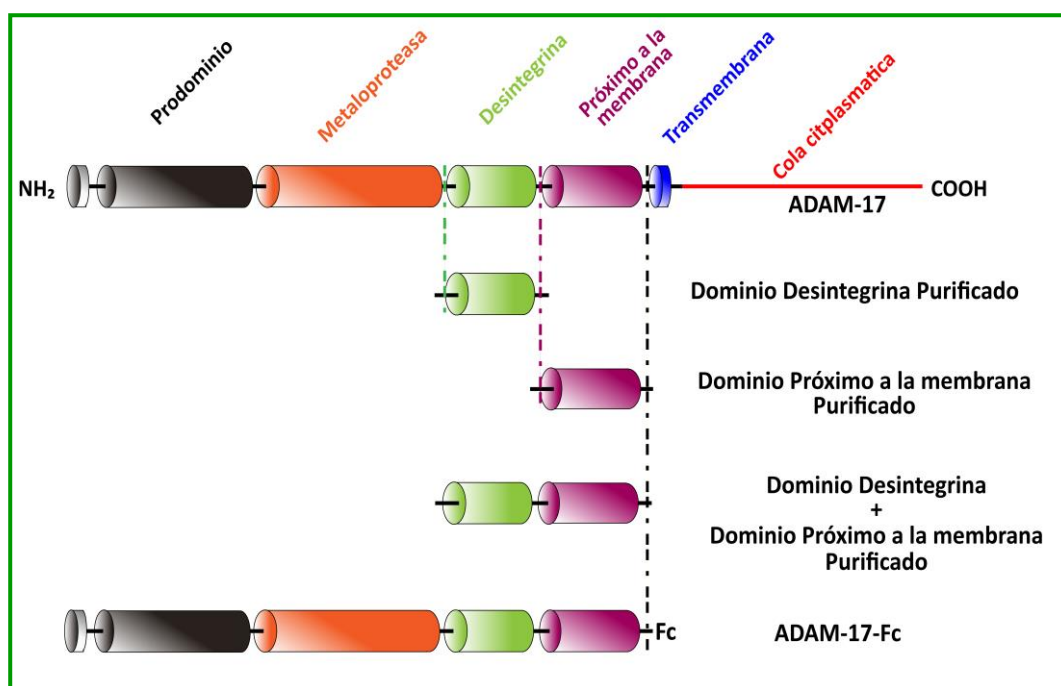 Prodominio
Metaloproteasa
Desintegrina
Próximo a la
membrana
Transmembrana
Cola citplasmatica
NH₂
COOH
ADAM-17
Dominio Desintegrina Purificado
Dominio Próximo a la membrana
Purificado
Dominio Desintegrina
+
Dominio Próximo a la membrana
Purificado
Fc
ADAM-17-Fc